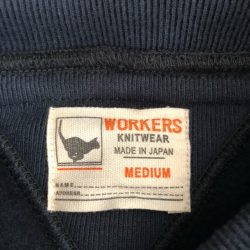 WORKERS
KNITWEAR
MADE IN JAPAN
MEDIUM
NAME
ADDRESS